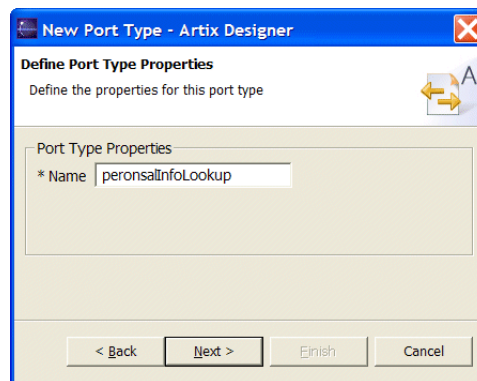 New Port Type - Artix Designer
Define Port Type Properties
Define the properties for this port type
A
Port Type Properties
* Name peronsalInfoLookup
< Back Next > Finish Cancel